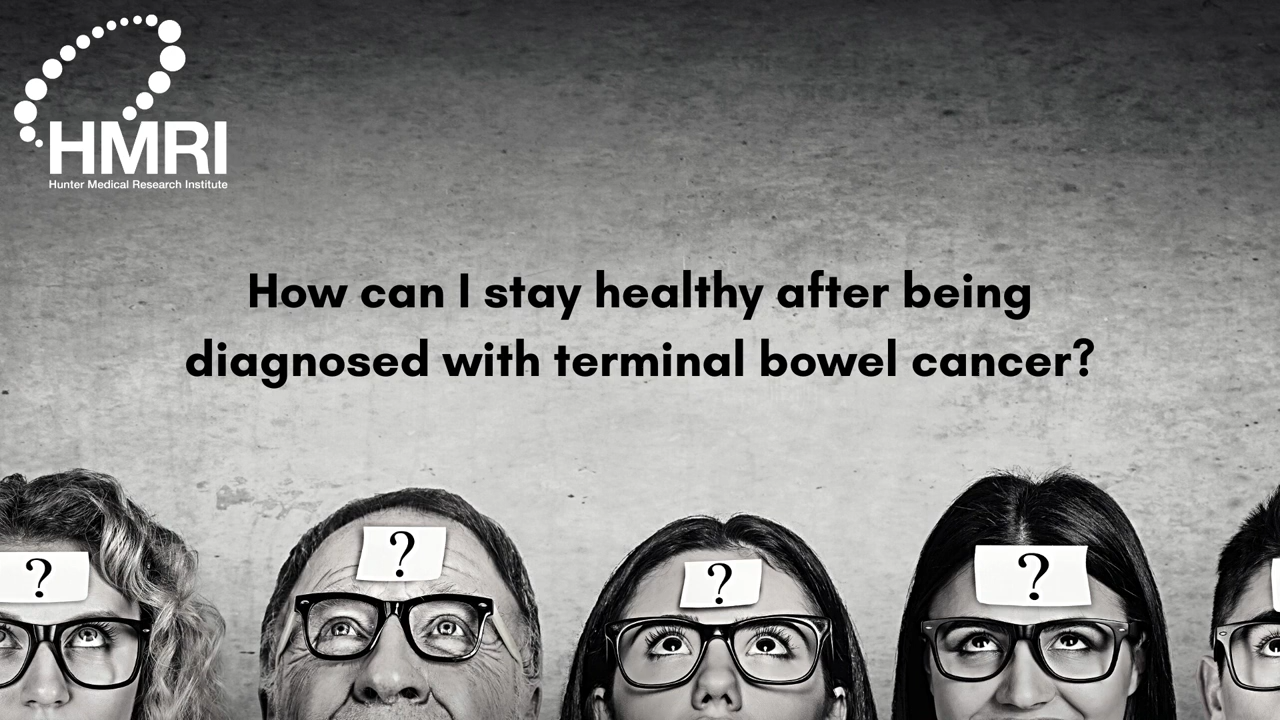 HMRI
Hunter Medical Research Institute
How can I stay healthy after being
diagnosed with terminal bowel cancer?
?
?
?
?